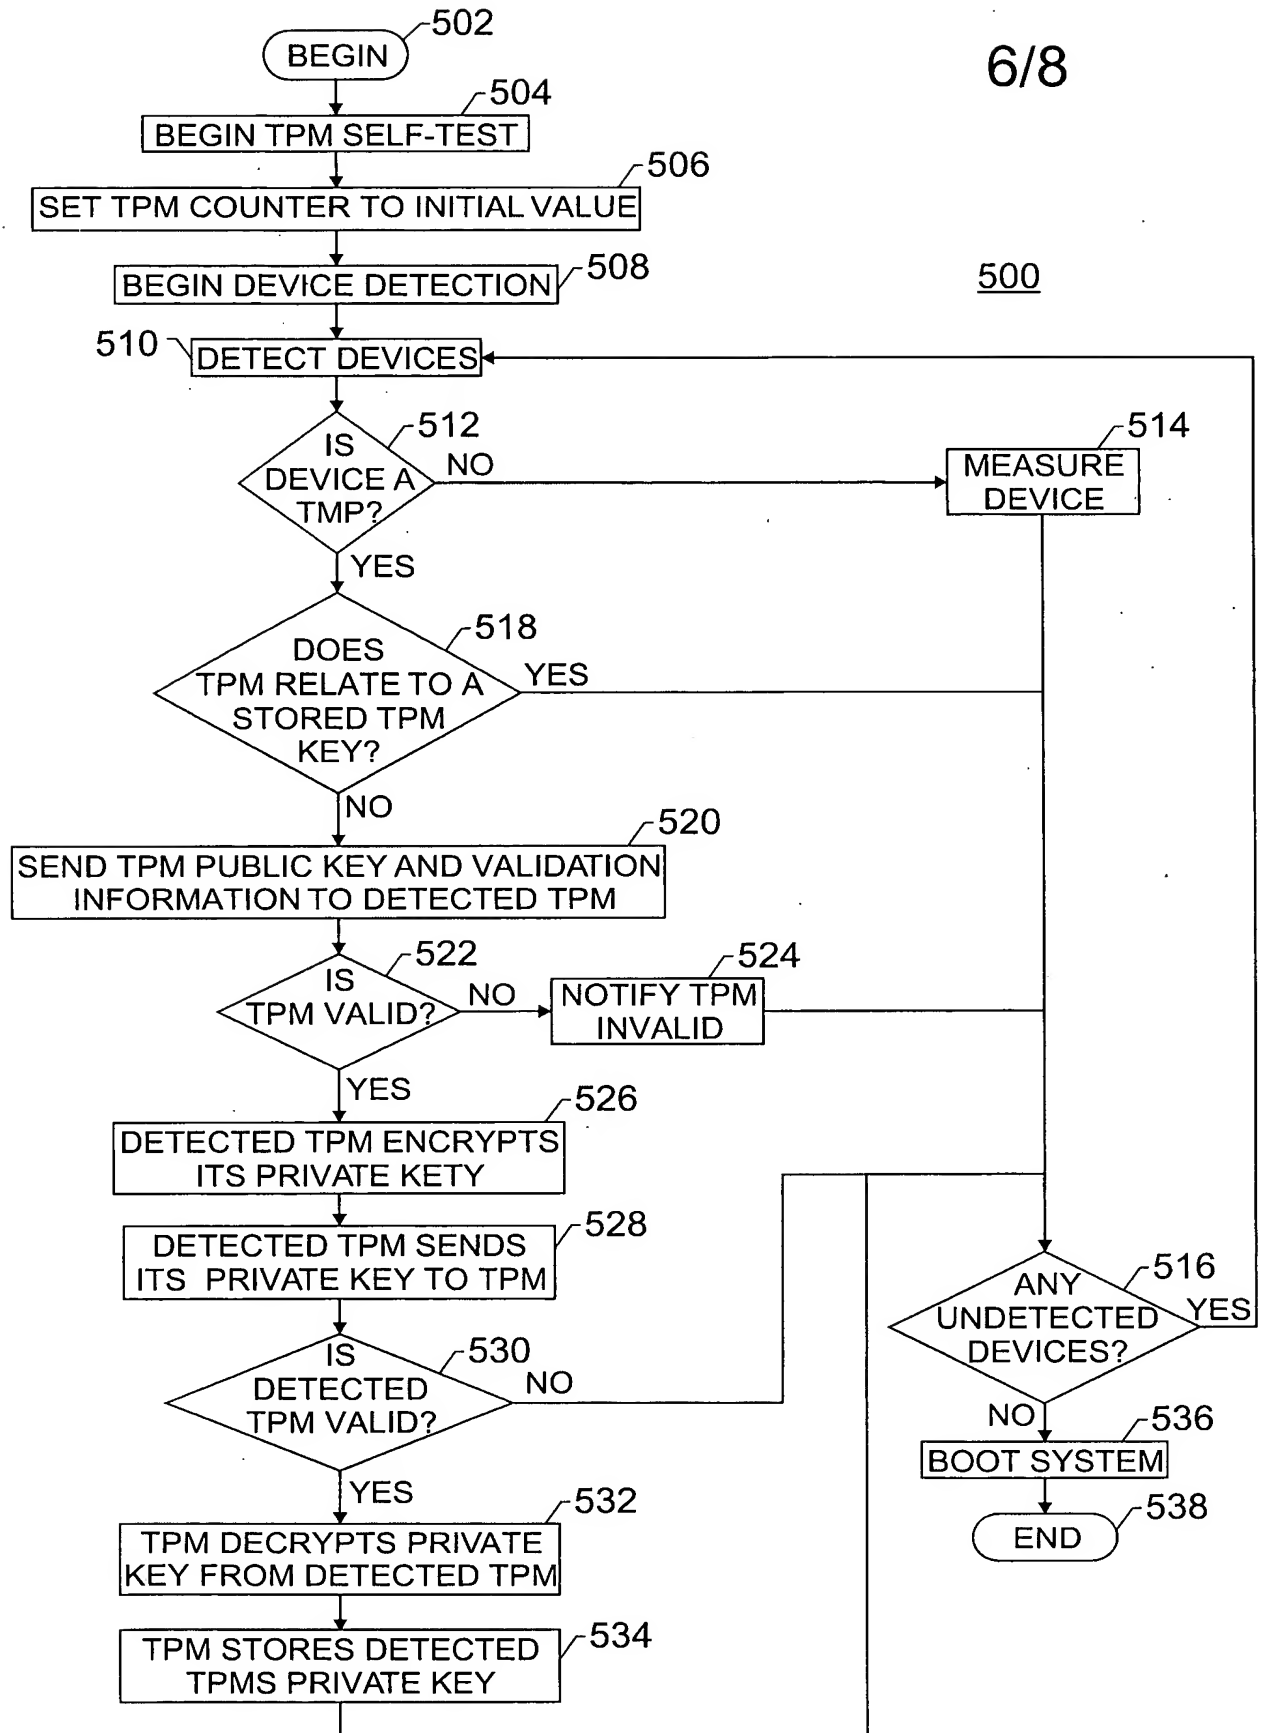 502
BEGIN
6/8
504
BEGIN TPM SELF-TEST
506
SET TPM COUNTER TO INITIAL VALUE
508
BEGIN DEVICE DETECTION
500
510
DETECT DEVICES
512
IS
DEVICE A
TMP?
NO
514
MEASURE
DEVICE
YES
518
DOES
TPM RELATE TO A
STORED TPM
KEY?
YES
NO
520
SEND TPM PUBLIC KEY AND VALIDATION
INFORMATION TO DETECTED TPM
522
IS
TPM VALID?
NO
524
NOTIFY TPM
INVALID
YES
526
DETECTED TPM ENCRYPTS
ITS PRIVATE KETY
528
DETECTED TPM SENDS
ITS PRIVATE KEY TO TPM
516
ANY
UNDETECTED
DEVICES?
YES
530
IS
DETECTED
TPM VALID?
NO
NO
536
BOOT SYSTEM
YES
532
TPM DECRYPTS PRIVATE
KEY FROM DETECTED TPM
538
END
534
TPM STORES DETECTED
TPMS PRIVATE KEY